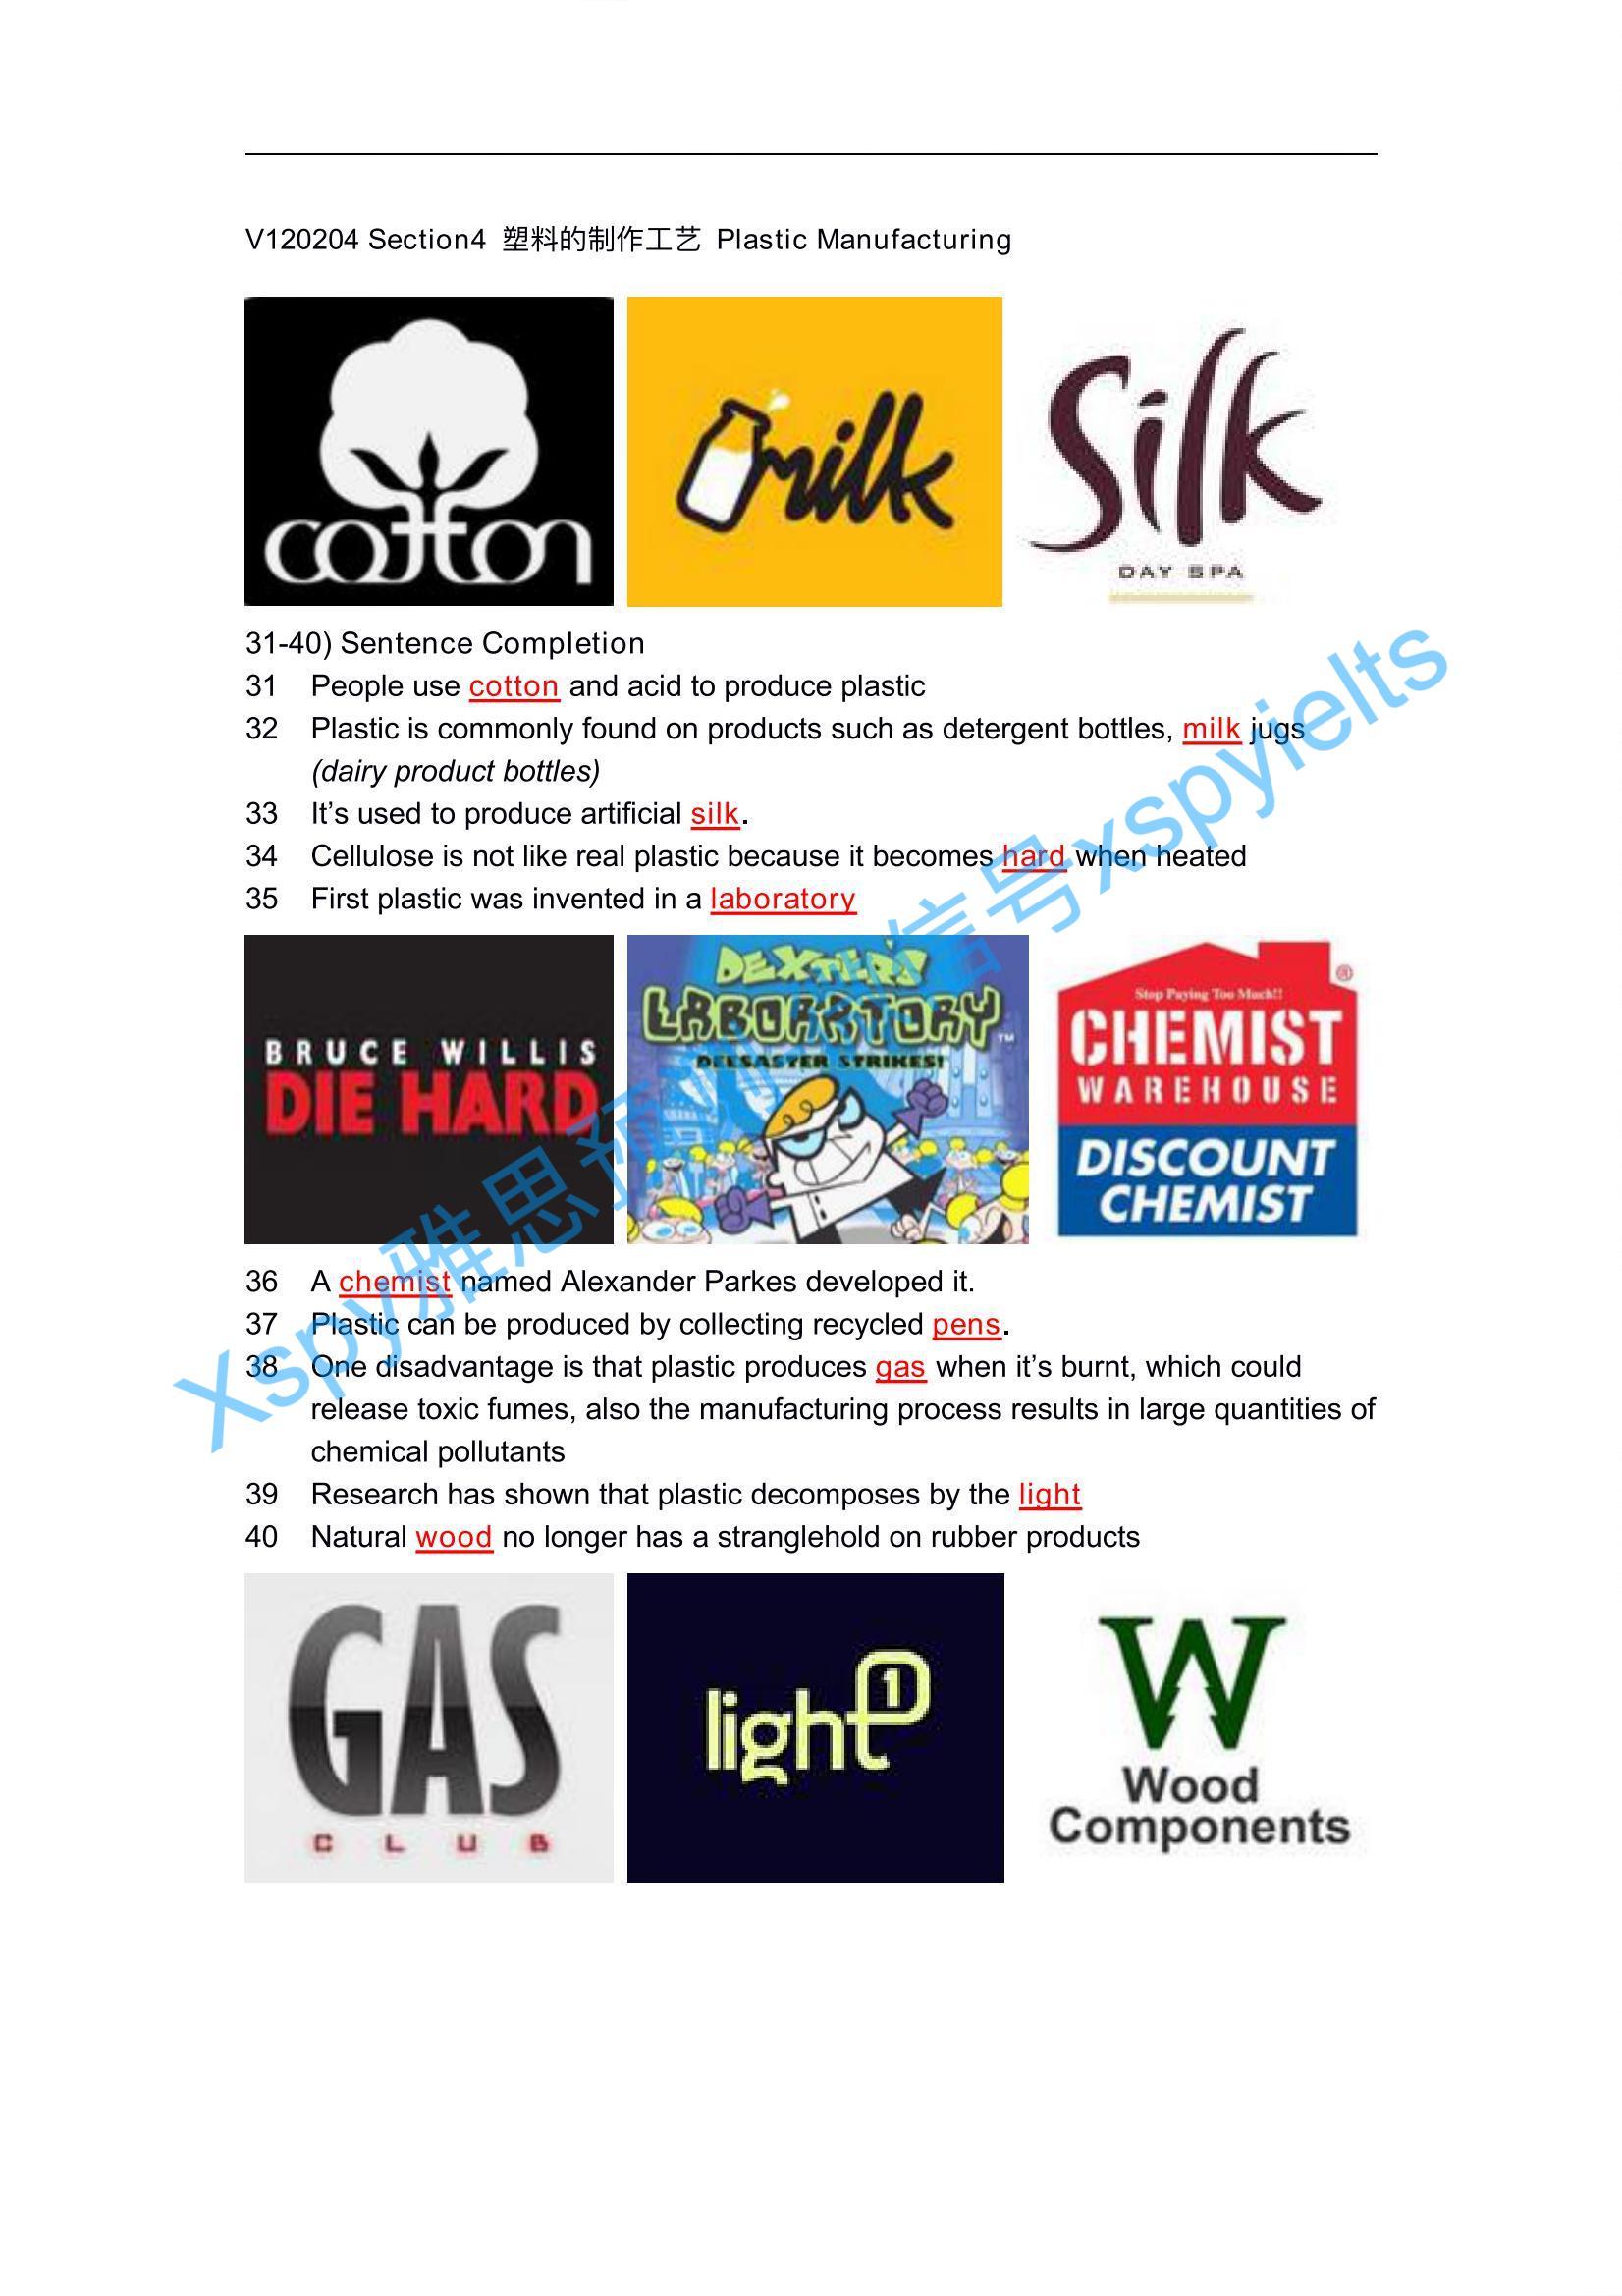 V120204 Section4 塑料的制作工艺 Plastic Manufacturing
cotton
milk
Silk
DAY SPA
31-40) Sentence Completion
31 People use cotton and acid to produce plastic
32 Plastic is commonly found on products such as detergent bottles, milk jugs
(dairy product bottles)
33 It’s used to produce artificial silk.
34 Cellulose is not like real plastic because it becomes hard when heated
35 First plastic was invented in a laboratory
BRUCE WILLIS
DIE HARD
DEXTER'S
LABORATORY™
DEESASTER STRIKES!
Stop Paying Too Much!!
®
CHEMIST
WAREHOUSE
DISCOUNT
CHEMIST
36 A chemist named Alexander Parkes developed it.
37 Plastic can be produced by collecting recycled pens.
38 One disadvantage is that plastic produces gas when it’s burnt, which could
release toxic fumes, also the manufacturing process results in large quantities of
chemical pollutants
39 Research has shown that plastic decomposes by the light
40 Natural wood no longer has a stranglehold on rubber products
GAS
CLUB
light1
W
Wood
Components
Xspy雅思预 信号xspyielts